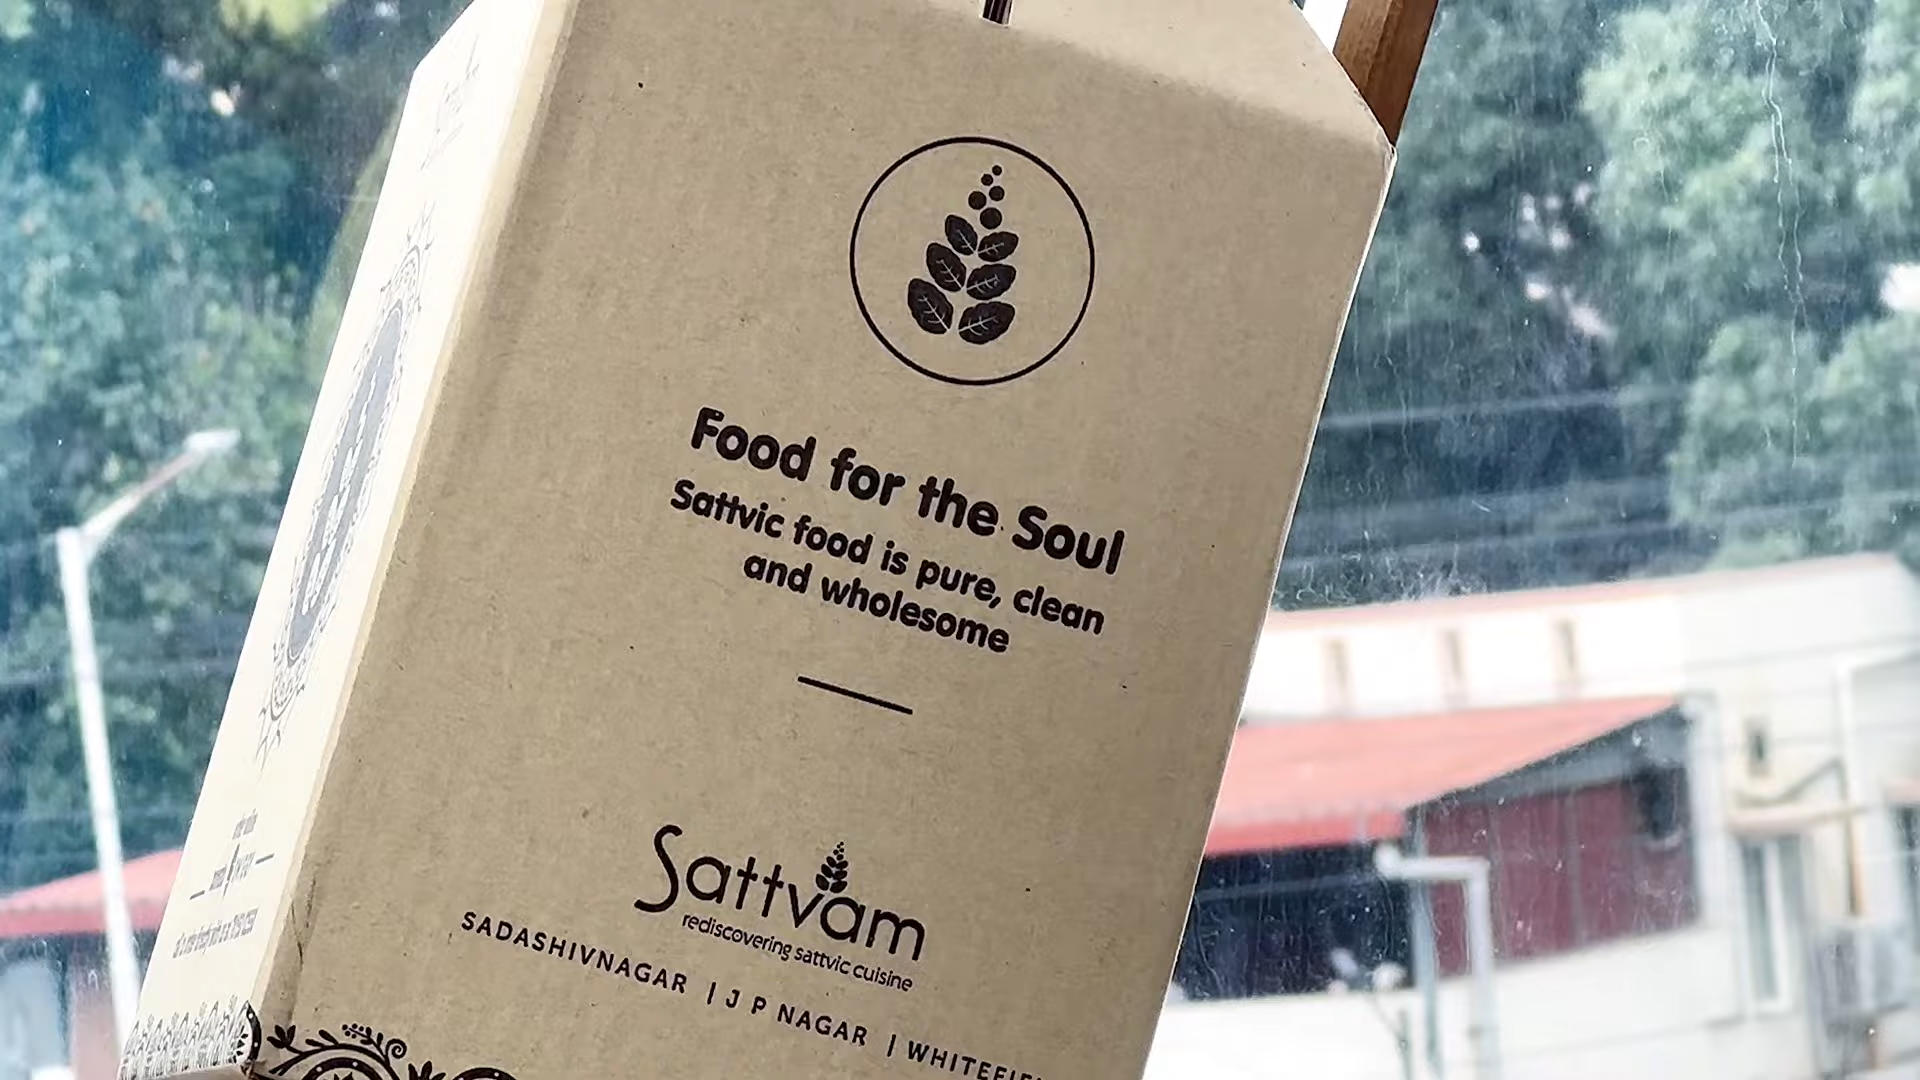 Food for the Soul
Sattvic food is pure, clean
and wholesome
Sattvam
rediscovering sattvic cuisine
SADASHIVNAGAR | J P NAGAR |